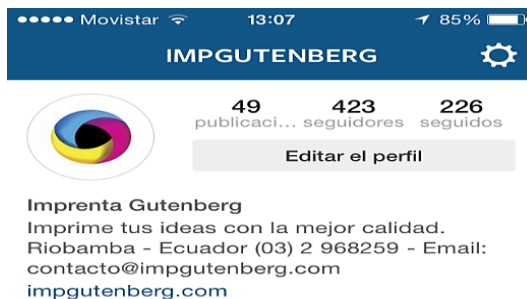 Movistar 13:07 85%
IMPGUTENBERG
49 423 226
publicaci... seguidores seguidos
Editar el perfil
Imprenta Gutenberg
Imprime tus ideas con la mejor calidad.
Riobamba - Ecuador (03) 2 968259 - Email:
contacto@impgutenberg.com
impgutenberg.com